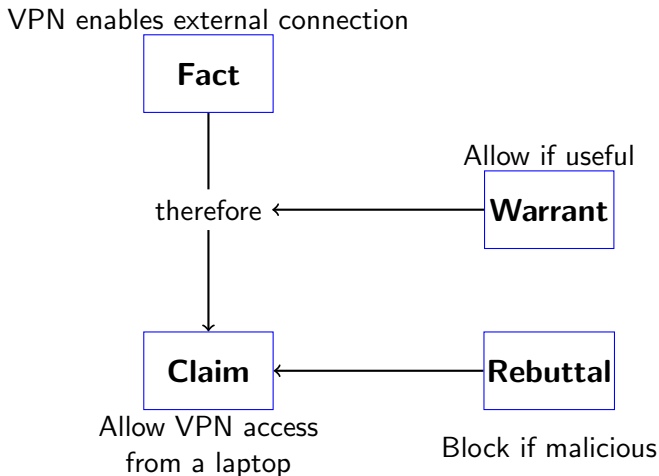 VPN enables external connection
Fact
Allow if useful
therefore
Warrant
Claim
Rebuttal
Allow VPN access
from a laptop
Block if malicious